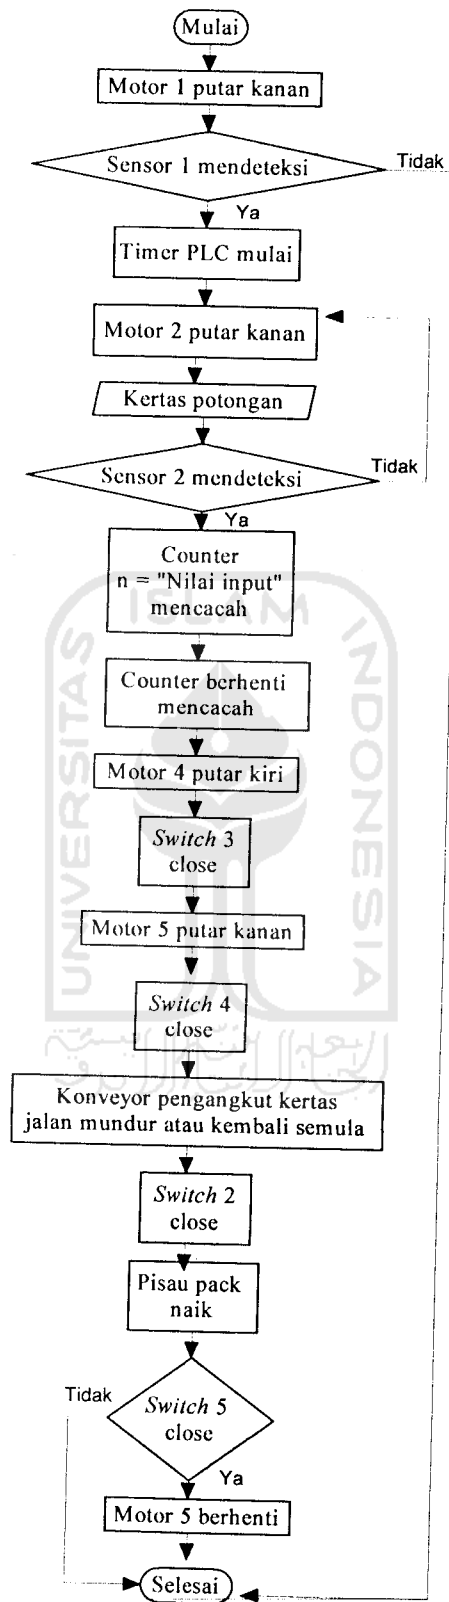 Mulai
Motor 1 putar kanan
Sensor 1 mendeteksi
Tidak
Ya
Timer PLC mulai
Motor 2 putar kanan
Kertas potongan
Sensor 2 mendeteksi
Tidak
Ya
Counter
n = "Nilai input"
mencacah
Counter berhenti
mencacah
Motor 4 putar kiri
Switch 3
close
Motor 5 putar kanan
Switch 4
close
Konveyor pengangkut kertas
jalan mundur atau kembali semula
Switch 2
close
Pisau pack
naik
Tidak
Switch 5
close
Ya
Motor 5 berhenti
Selesai
UNIVERSITAS
ISLAM
INDONESIA